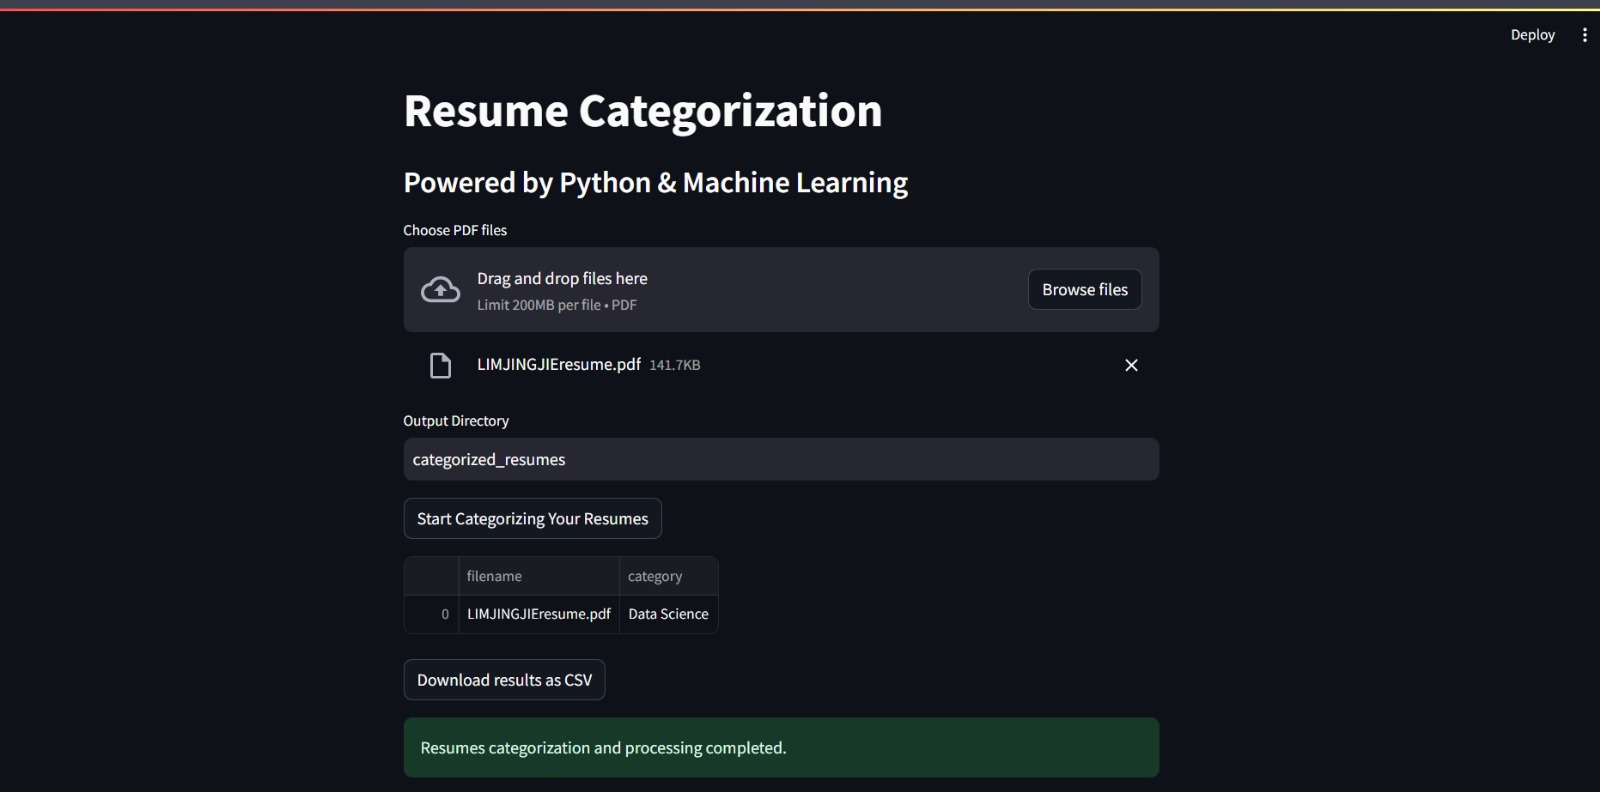 Deploy
Resume Categorization
Powered by Python & Machine Learning
Choose PDF files
Drag and drop files here
Limit 200MB per file • PDF
Browse files
LIMJINGJIEresume.pdf 141.7KB
Output Directory
categorized_resumes
Start Categorizing Your Resumes
filename category
0 LIMJINGJIEresume.pdf Data Science
Download results as CSV
Resumes categorization and processing completed.